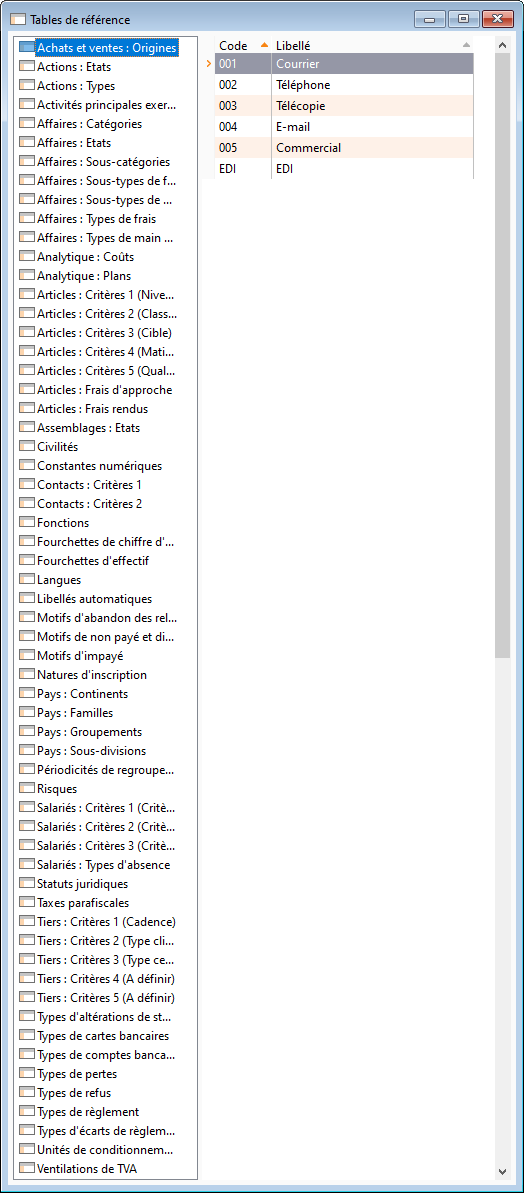 Tables de référence
Achats et ventes : Origines
Actions : Etats
Actions : Types
Activités principales exer...
Affaires : Catégories
Affaires : Etats
Affaires : Sous-catégories
Affaires : Sous-types de f...
Affaires : Sous-types de ...
Affaires : Types de frais
Affaires : Types de main ...
Analytique : Coûts
Analytique : Plans
Articles : Critères 1 (Nive...
Articles : Critères 2 (Class...
Articles : Critères 3 (Cible)
Articles : Critères 4 (Mati...
Articles : Critères 5 (Qual...
Articles : Frais d'approche
Articles : Frais rendus
Assemblages : Etats
Civilités
Constantes numériques
Contacts : Critères 1
Contacts : Critères 2
Fonctions
Fourchettes de chiffre d'...
Fourchettes d'effectif
Langues
Libellés automatiques
Motifs d'abandon des rel...
Motifs de non payé et di...
Motifs d'impayé
Natures d'inscription
Pays : Continents
Pays : Familles
Pays : Groupements
Pays : Sous-divisions
Périodicités de regroupe...
Risques
Salariés : Critères 1 (Critè...
Salariés : Critères 2 (Critè...
Salariés : Critères 3 (Critè...
Salariés : Types d'absence
Statuts juridiques
Taxes parafiscales
Tiers : Critères 1 (Cadence)
Tiers : Critères 2 (Type cli...
Tiers : Critères 3 (Type ce...
Tiers : Critères 4 (A définir)
Tiers : Critères 5 (A définir)
Types d'altérations de st...
Types de cartes bancaires
Types de comptes banca...
Types de pertes
Types de refus
Types de règlement
Types d'écarts de règlem...
Unités de conditionnem...
Ventilations de TVA
Code Libellé
001 Courrier
002 Téléphone
003 Télécopie
004 E-mail
005 Commercial
EDI EDI